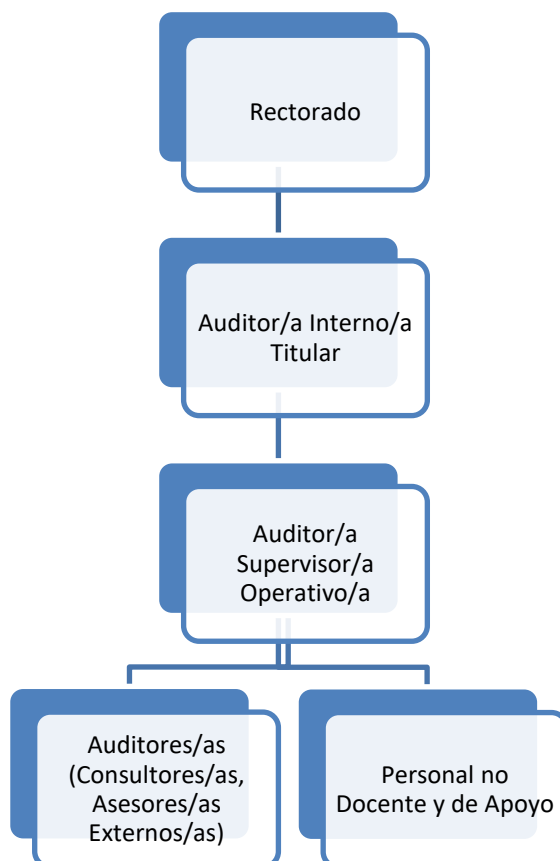 Rectorado
Auditor/a Interno/a
Titular
Auditor/a
Supervisor/a
Operativo/a
Auditores/as
(Consultores/as,
Asesores/as
Externos/as)
Personal no
Docente y de Apoyo